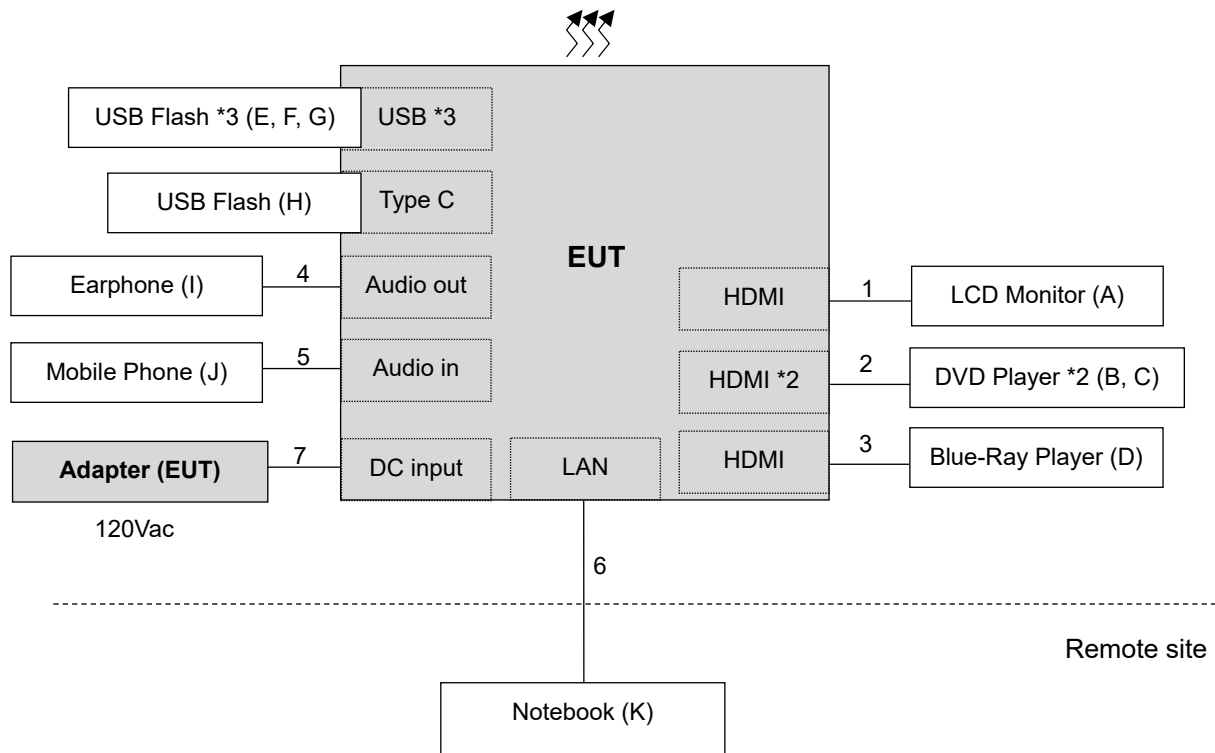 USB Flash *3 (E, F, G)
USB *3
USB Flash (H)
Type C
EUT
Earphone (I)
4
Audio out
HDMI
1
LCD Monitor (A)
Mobile Phone (J)
5
Audio in
HDMI *2
2
DVD Player *2 (B, C)
Adapter (EUT)
7
DC input
LAN
HDMI
3
Blue-Ray Player (D)
120Vac
6
Remote site
Notebook (K)